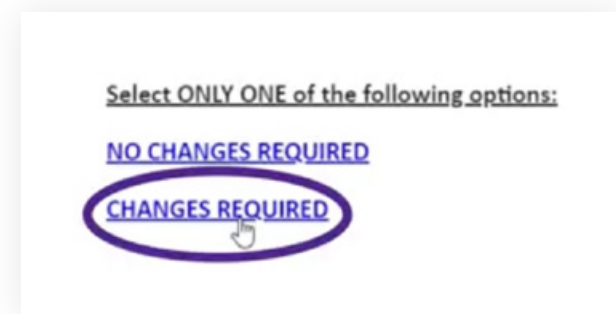 Select ONLY ONE of the following options:
NO CHANGES REQUIRED
CHANGES REQUIRED